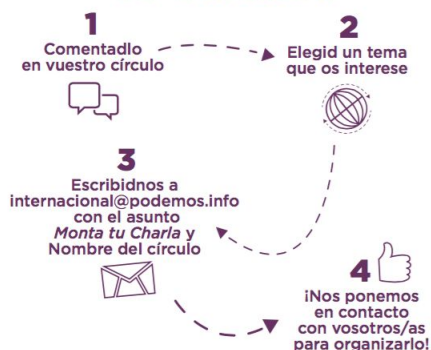 1
Comentadlo
en vuestro círculo
2
Elegid un tema
que os interese
3
Escribidnos a
internacional@podemos.info
con el asunto
Monta tu Charla y
Nombre del círculo
4
¡Nos ponemos
en contacto
con vosotros/as
para organizarlo!